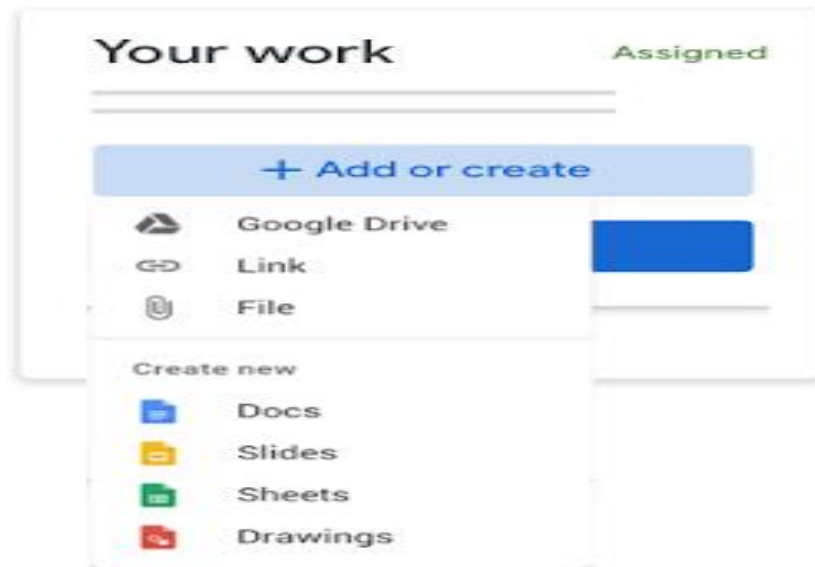 Your work
Assigned
+ Add or create
Google Drive
Link
File
Create new
Docs
Slides
Sheets
Drawings